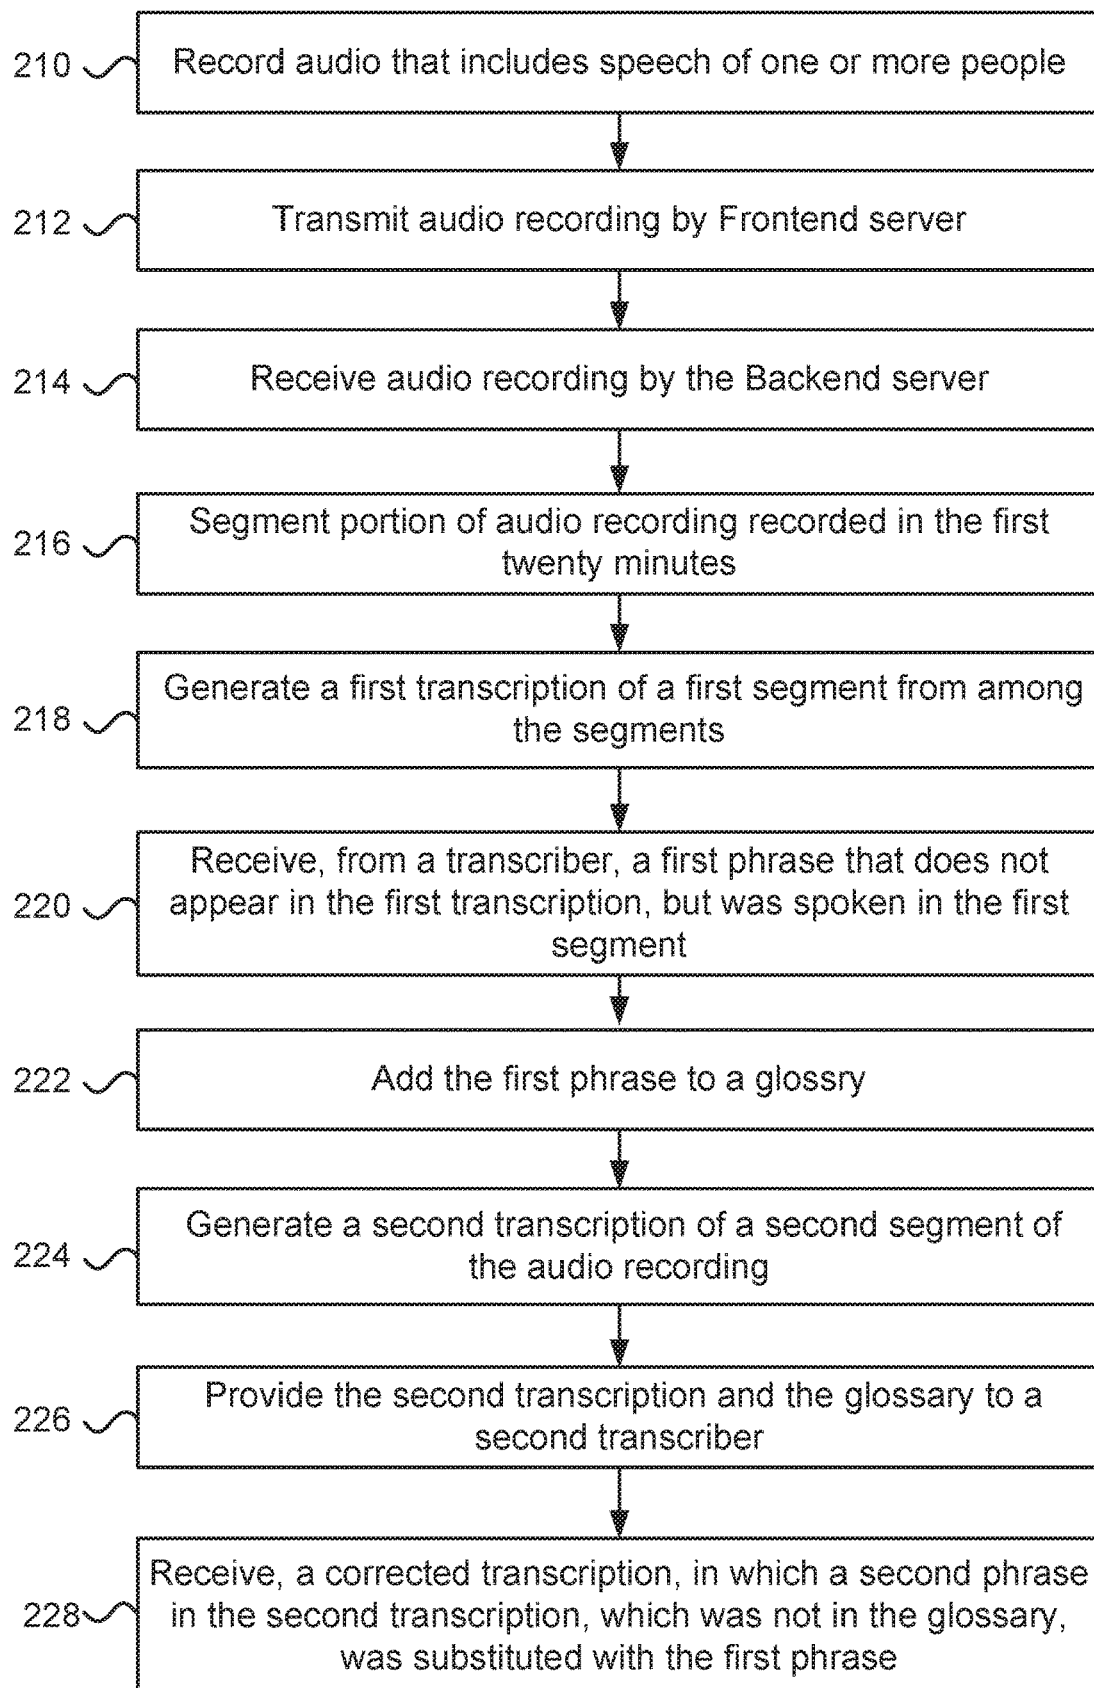 210 Record audio that includes speech of one or more people
212 Transmit audio recording by Frontend server
214 Receive audio recording by the Backend server
Segment portion of audio recording recorded in the first
216 twenty minutes
Generate a first transcription of a first segment from among
218 the segments
Receive, from a transcriber, a first phrase that does not
220 appear in the first transcription, but was spoken in the first
segment
222 Add the first phrase to a glossry
Generate a second transcription of a second segment of
224 the audio recording
Provide the second transcription and the glossary to a
226 second transcriber
Receive, a corrected transcription, in which a second phrase
228 in the second transcription, which was not in the glossary,
was substituted with the first phrase